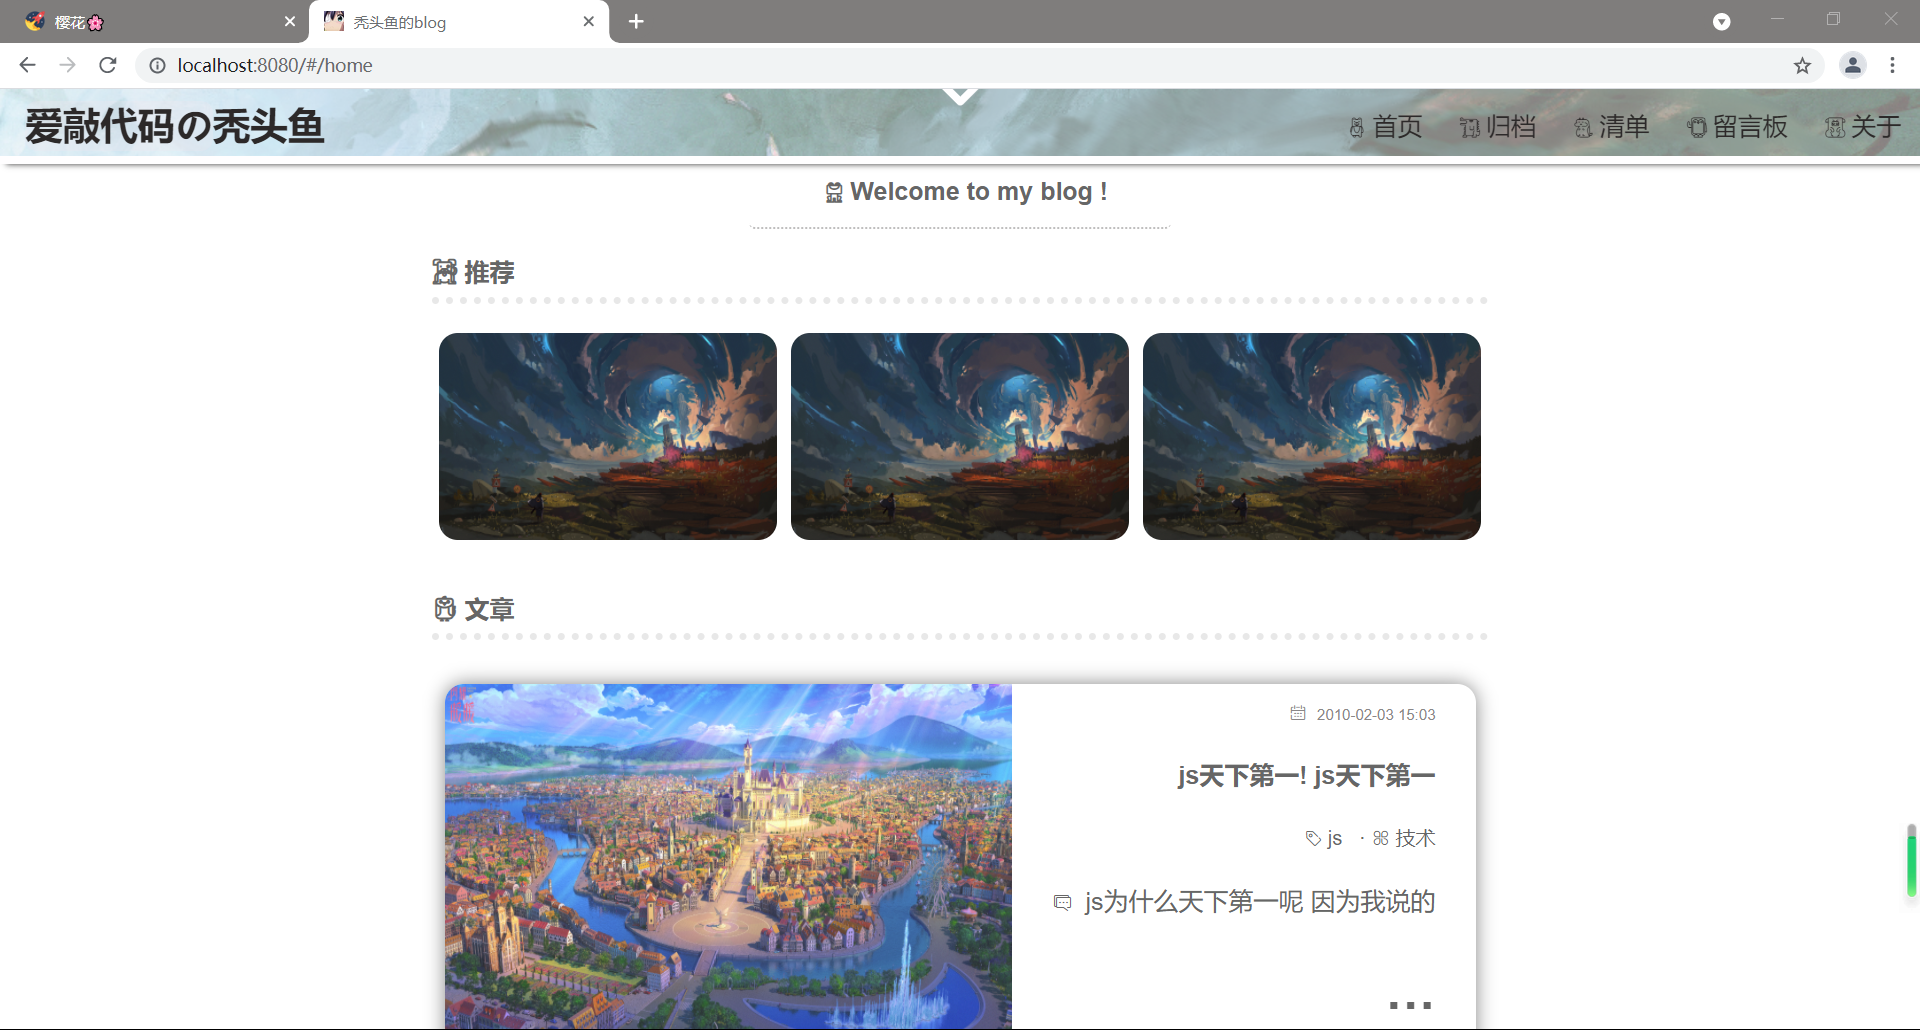 樱花🌸
秃头鱼的blog
localhost:8080/#/home
爱敲代码の秃头鱼
首页 归档 清单 留言板 关于
Welcome to my blog !
推荐
文章
2010-02-03 15:03
js天下第一! js天下第一
js · 技术
js为什么天下第一呢 因为我说的
...